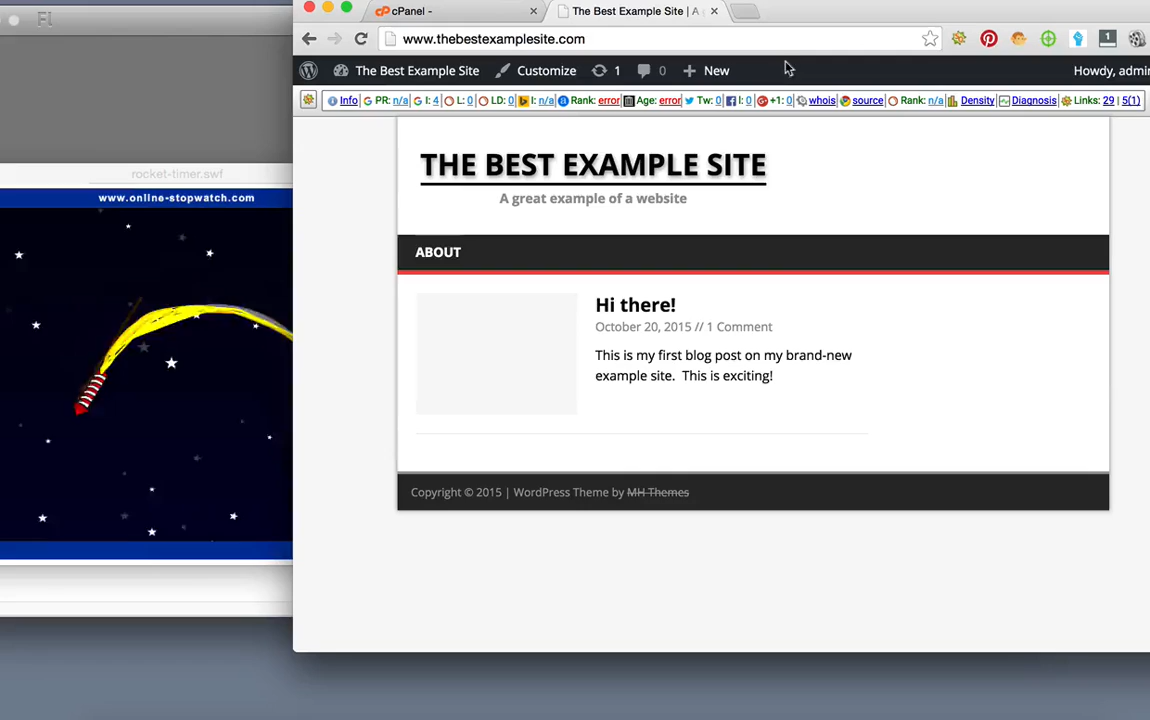 Fl
rocket-timer.swf
www.online-stopwatch.com
cPanel -
The Best Example Site | A
www.thebestexamplesite.com
1
The Best Example Site Customize 1 0 New Howdy, admin
Info PR: n/a I: 4 L: 0 LD: 0 I: n/a Rank: error Age: error Tw: 0 I: 0 +1: 0 whois source Rank: n/a Density Diagnosis Links: 29 | 5(1)
THE BEST EXAMPLE SITE
A great example of a website
ABOUT
Hi there!
October 20, 2015 // 1 Comment
This is my first blog post on my brand-new
example site. This is exciting!
Copyright © 2015 | WordPress Theme by MH Themes